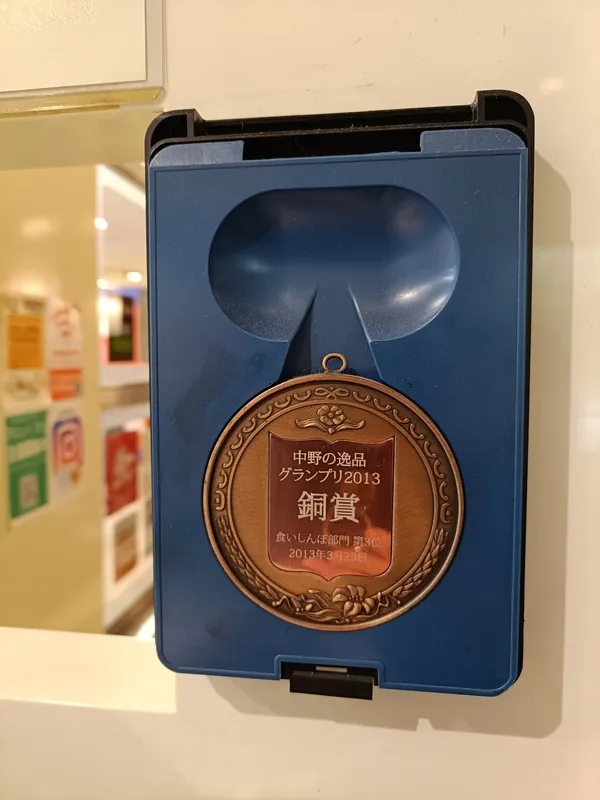 中野の逸品
グランプリ2013
銅賞
食いしんぼ部門 第3位
2013年3月23日